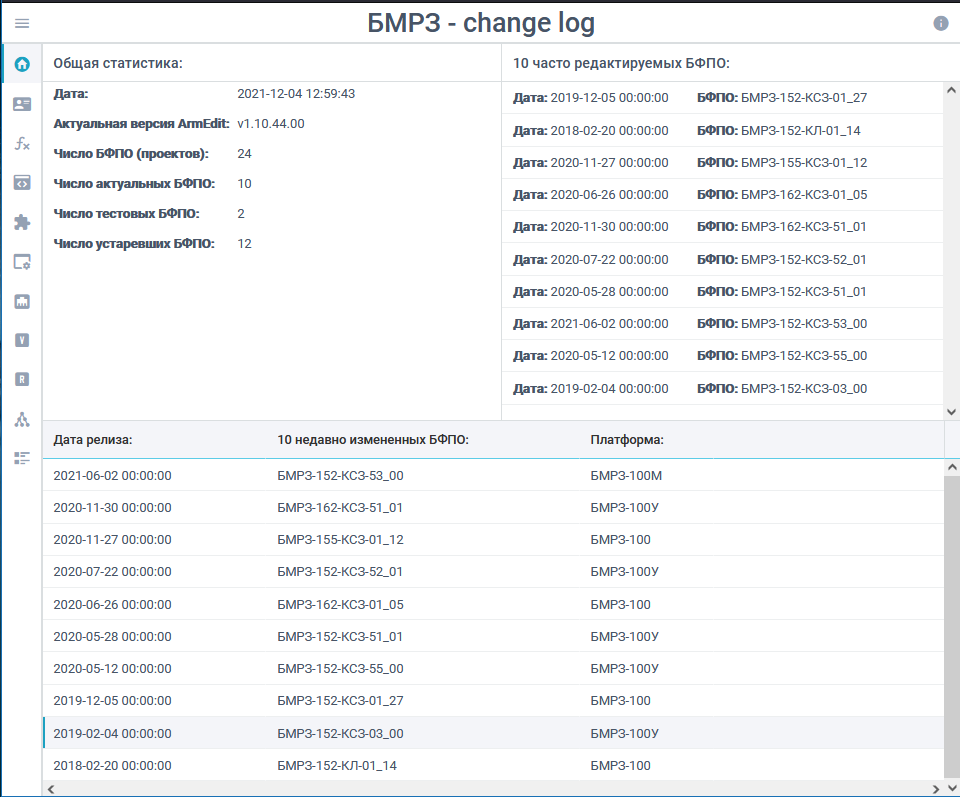 БМРЗ - change log
Общая статистика:
Дата: 2021-12-04 12:59:43
Актуальная версия ArmEdit: v1.10.44.00
Число БФПО (проектов): 24
Число актуальных БФПО: 10
Число тестовых БФПО: 2
Число устаревших БФПО: 12
10 часто редактируемых БФПО:
Дата: 2019-12-05 00:00:00 БФПО: БМРЗ-152-КСЗ-01_27
Дата: 2018-02-20 00:00:00 БФПО: БМРЗ-152-КЛ-01_14
Дата: 2020-11-27 00:00:00 БФПО: БМРЗ-155-КСЗ-01_12
Дата: 2020-06-26 00:00:00 БФПО: БМРЗ-162-КСЗ-01_05
Дата: 2020-11-30 00:00:00 БФПО: БМРЗ-162-КСЗ-51_01
Дата: 2020-07-22 00:00:00 БФПО: БМРЗ-152-КСЗ-52_01
Дата: 2020-05-28 00:00:00 БФПО: БМРЗ-152-КСЗ-51_01
Дата: 2021-06-02 00:00:00 БФПО: БМРЗ-152-КСЗ-53_00
Дата: 2020-05-12 00:00:00 БФПО: БМРЗ-152-КСЗ-55_00
Дата: 2019-02-04 00:00:00 БФПО: БМРЗ-152-КСЗ-03_00
Дата релиза: 10 недавно измененных БФПО: Платформа:
2021-06-02 00:00:00 БМРЗ-152-КСЗ-53_00 БМРЗ-100М
2020-11-30 00:00:00 БМРЗ-162-КСЗ-51_01 БМРЗ-100У
2020-11-27 00:00:00 БМРЗ-155-КСЗ-01_12 БМРЗ-100
2020-07-22 00:00:00 БМРЗ-152-КСЗ-52_01 БМРЗ-100У
2020-06-26 00:00:00 БМРЗ-162-КСЗ-01_05 БМРЗ-100
2020-05-28 00:00:00 БМРЗ-152-КСЗ-51_01 БМРЗ-100У
2020-05-12 00:00:00 БМРЗ-152-КСЗ-55_00 БМРЗ-100У
2019-12-05 00:00:00 БМРЗ-152-КСЗ-01_27 БМРЗ-100
2019-02-04 00:00:00 БМРЗ-152-КСЗ-03_00 БМРЗ-100У
2018-02-20 00:00:00 БМРЗ-152-КЛ-01_14 БМРЗ-100